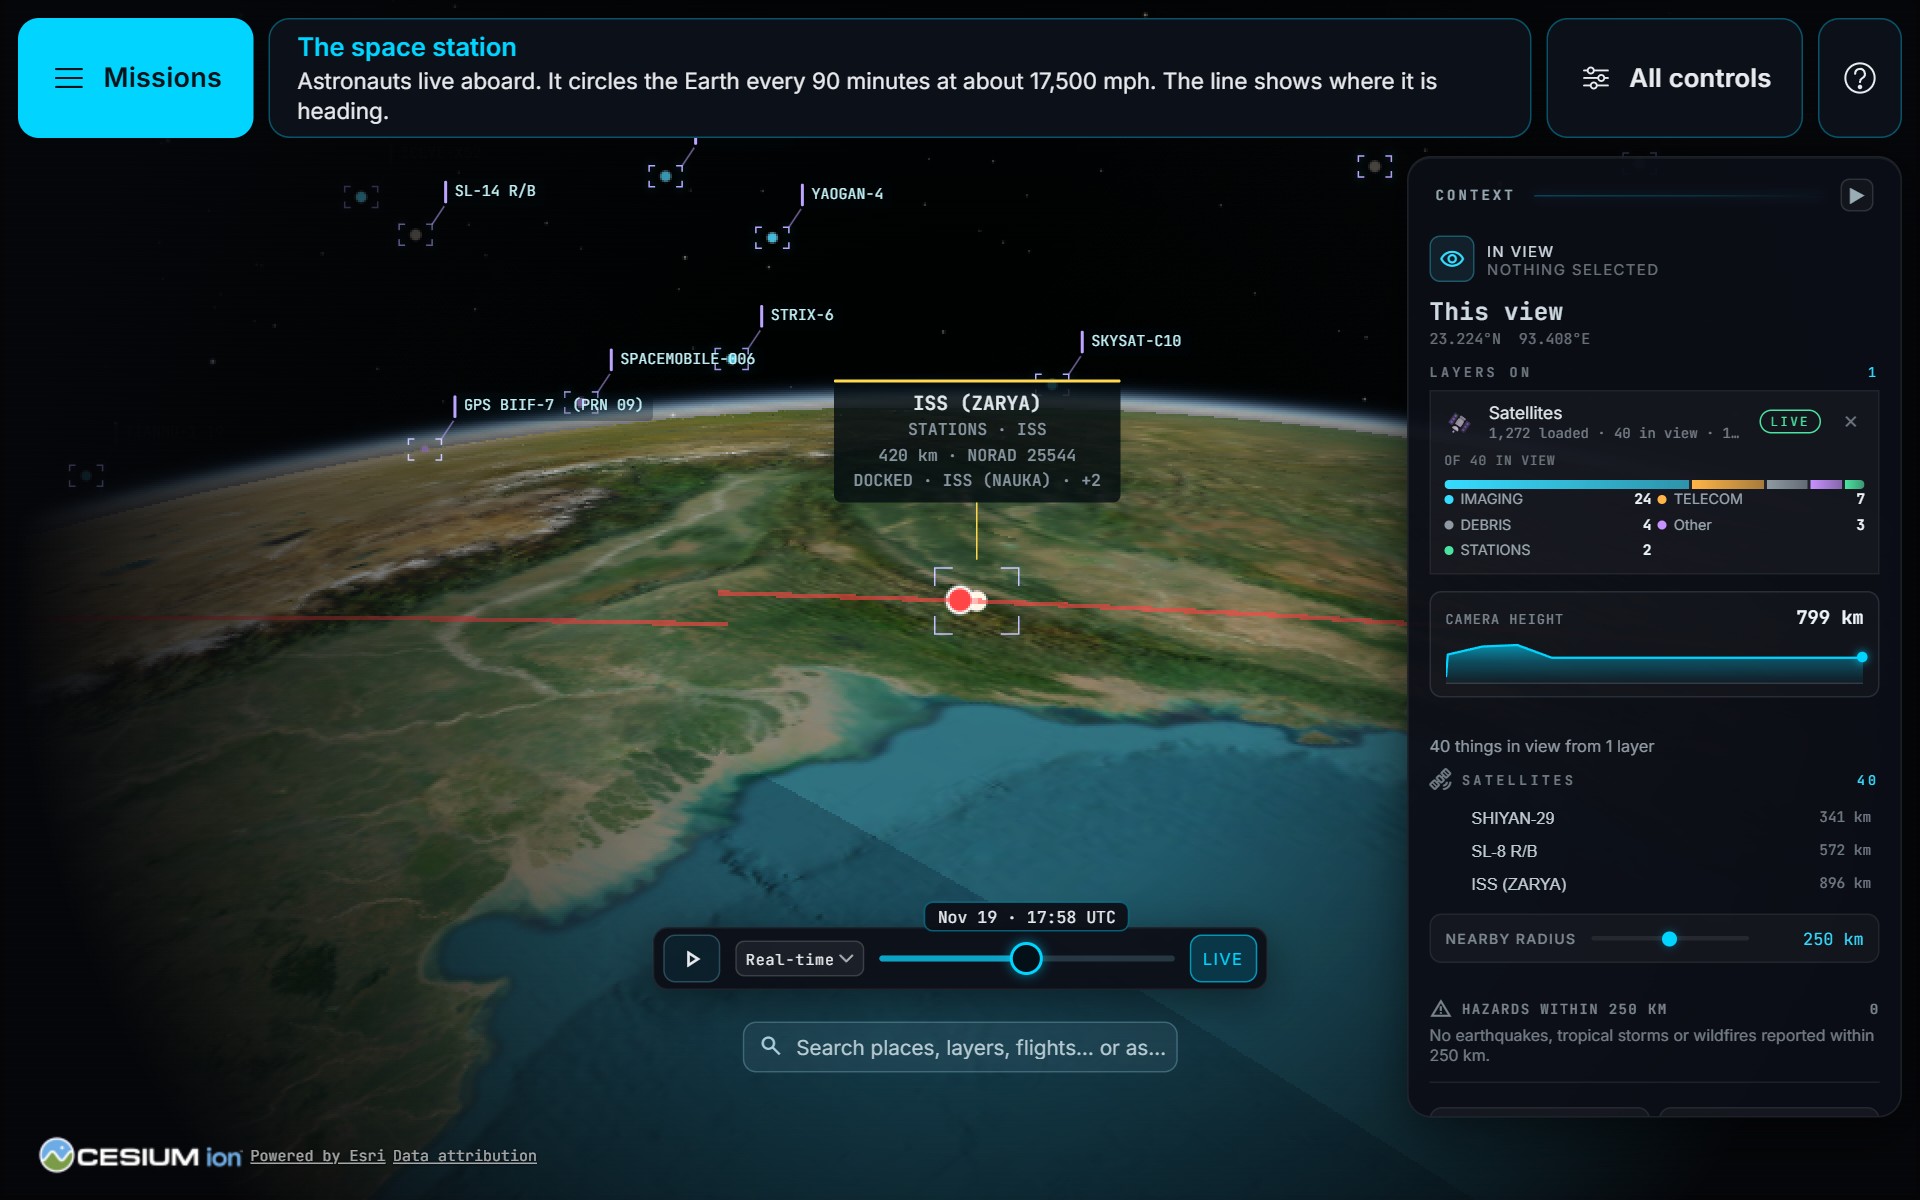 Missions
The space station
Astronauts live aboard. It circles the Earth every 90 minutes at about 17,500 mph. The line shows where it is
heading.
All controls
SL-14 R/B
YAOGAN-4
STRIX-6
SKYSAT-C10
SPACEMOBILE-006
GPS BIIF-7 (PRN 09)
ISS (ZARYA)
STATIONS · ISS
420 km · NORAD 25544
DOCKED · ISS (NAUKA) · +2
CONTEXT
IN VIEW
NOTHING SELECTED
This view
23.224°N 93.408°E
LAYERS ON 1
Satellites
1,272 loaded · 40 in view · 1…
LIVE
OF 40 IN VIEW
IMAGING 24 TELECOM 7
DEBRIS 4 Other 3
STATIONS 2
CAMERA HEIGHT 799 km
40 things in view from 1 layer
SATELLITES 40
SHIYAN-29 341 km
SL-8 R/B 572 km
ISS (ZARYA) 896 km
NEARBY RADIUS 250 km
HAZARDS WITHIN 250 KM 0
No earthquakes, tropical storms or wildfires reported within
250 km.
Nov 19 · 17:58 UTC
Real-time
LIVE
Search places, layers, flights... or as...
CESIUM ion Powered by Esri Data attribution